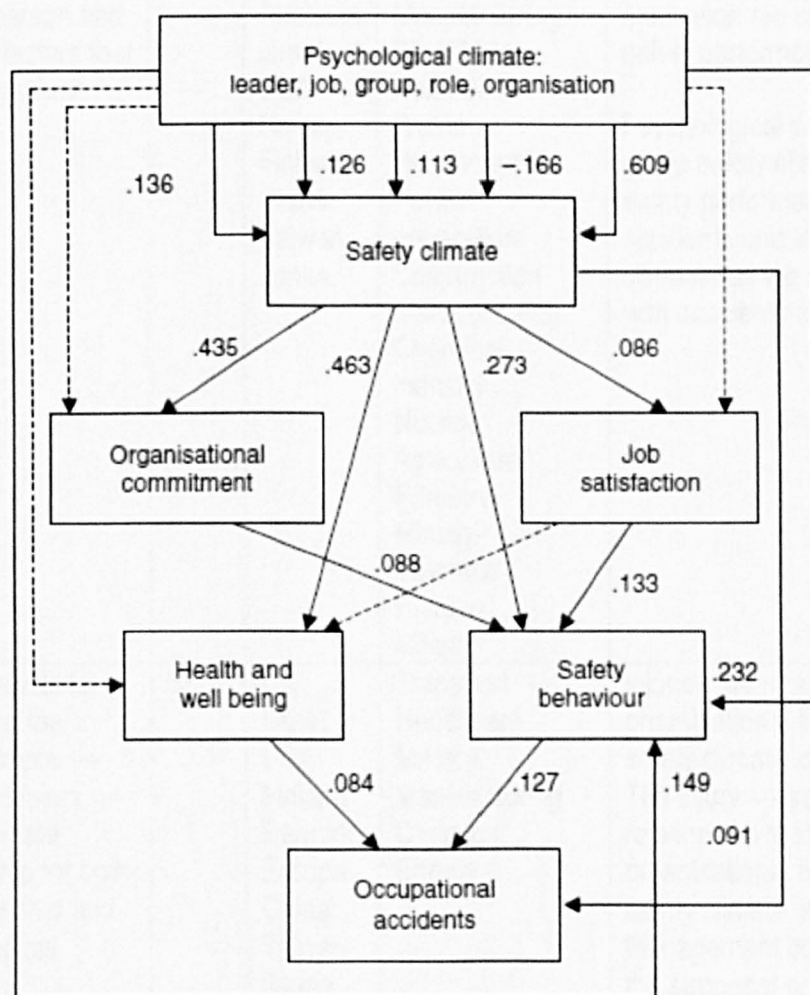 Psychological climate:
leader, job, group, role, organisation
.136
.126
.113
–.166
.609
Safety climate
.435
.463
.273
.086
Organisational
commitment
Job
satisfaction
.088
.133
Health and
well being
Safety
behaviour
.232
.084
.127
.149
.091
Occupational
accidents